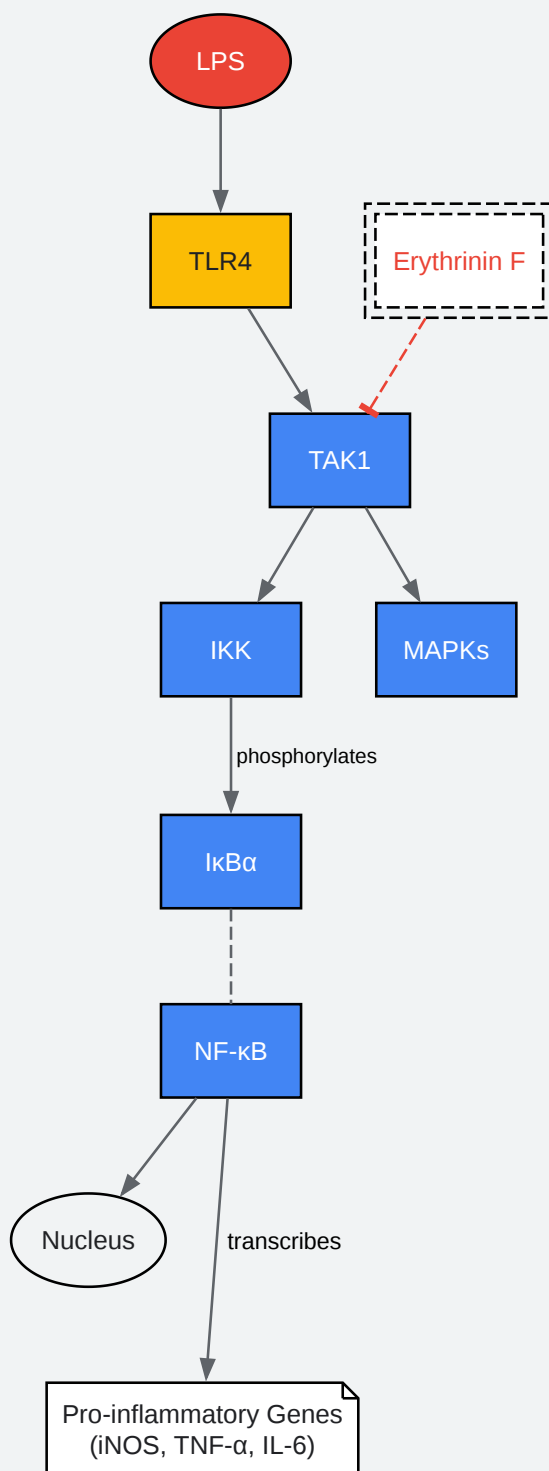 LPS
TLR4
Erythrinin F
TAK1
IKK
MAPKs
phosphorylates
IκBα
NF-κB
Nucleus
transcribes
Pro-inflammatory Genes
(iNOS, TNF-α, IL-6)